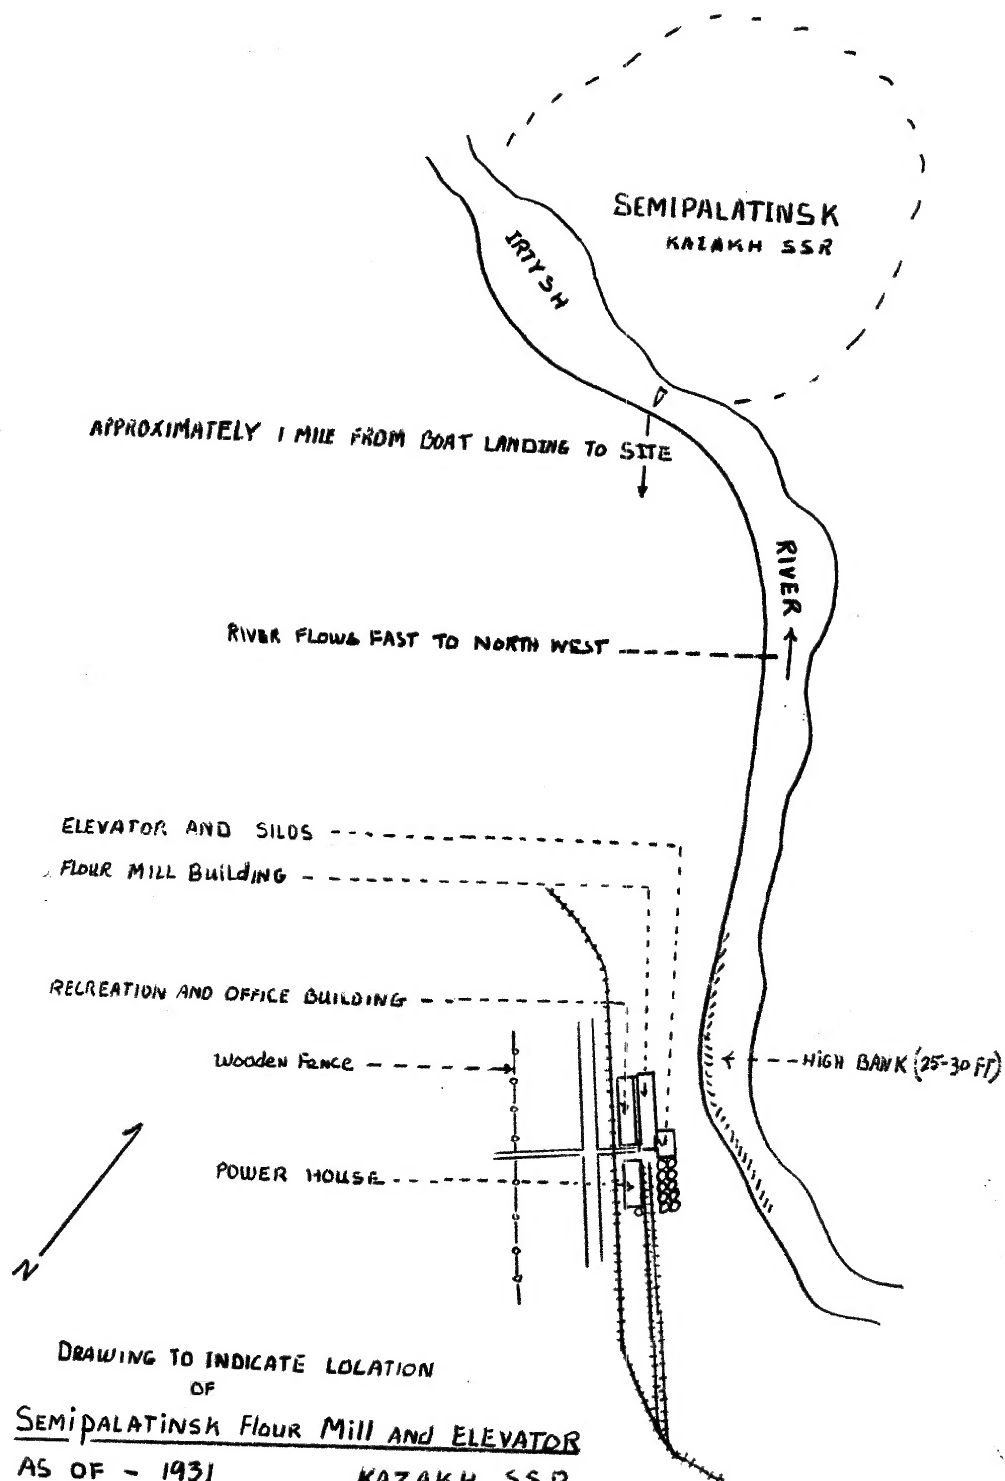 SEMIPALATINSK
KAZAKH SSR
IRTYSH
APPROXIMATELY 1 MILE FROM BOAT LANDING TO SITE
RIVER
RIVER FLOWS EAST TO NORTH WEST
ELEVATOR AND SILOS
FLOUR MILL BuildING
RECREATION AND OFFICE BUILDING
Wooden Fence
HIGH BANK (25-30 FT)
POWER HOUSE
N
DRAWING TO INDICATE LOCATION
OF
SEMIPALATINSK FLOUR Mill AND ELEVATOR
AS OF - 1931 KAZAKH SSR